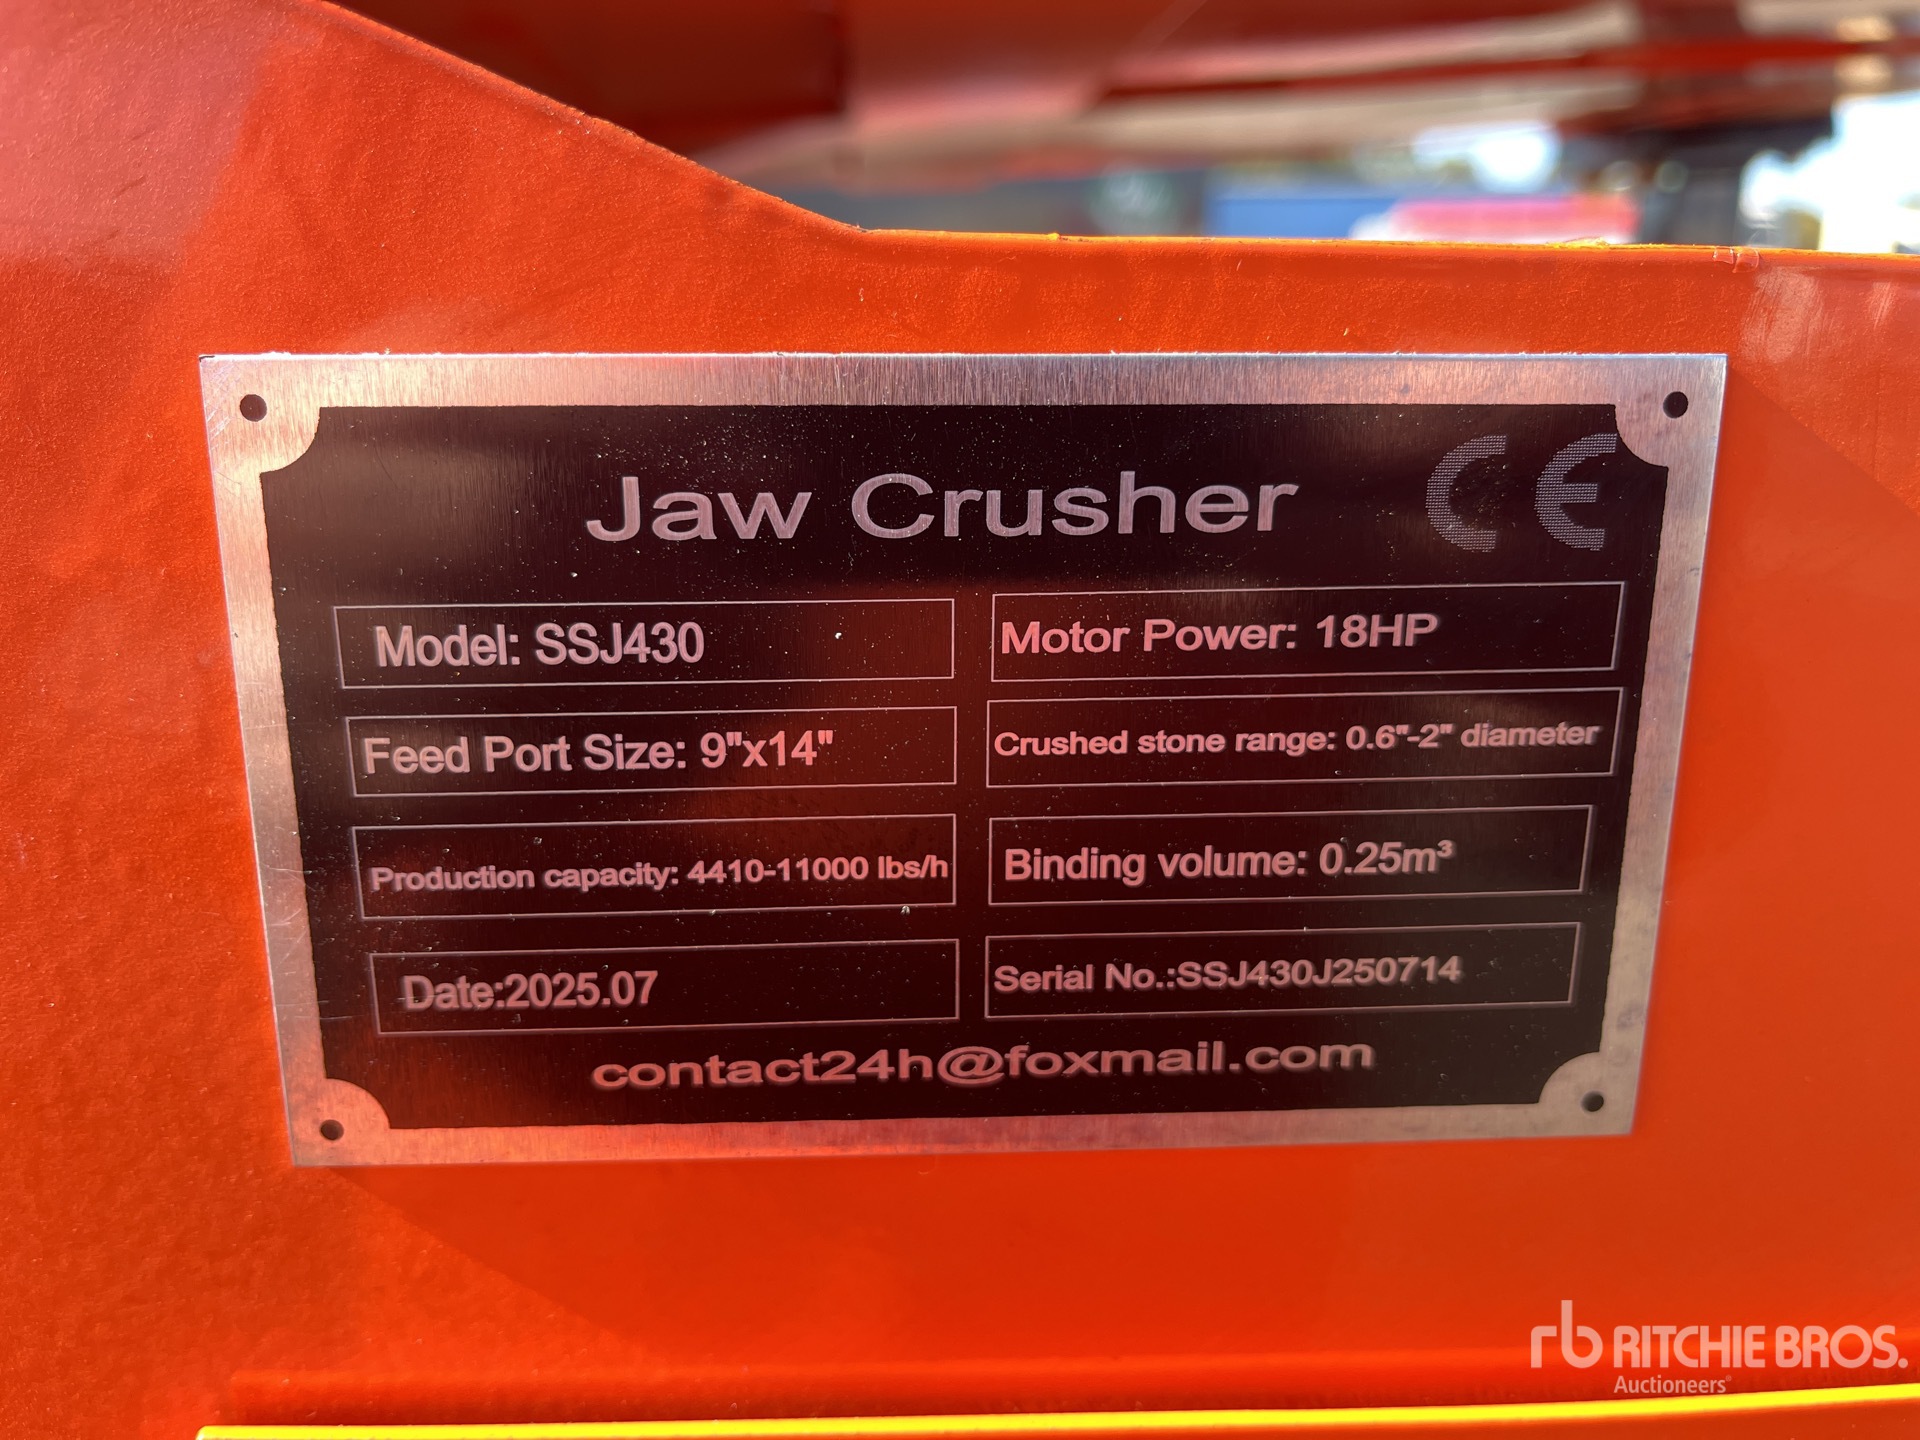 Jaw Crusher CE
Model: SSJ430
Motor Power: 18HP
Feed Port Size: 9"x14"
Crushed stone range: 0.6"-2" diameter
Production capacity: 4410-11000 lbs/h
Binding volume: 0.25m³
Date:2025.07
Serial No.:SSJ430J250714
contact24h@foxmail.com
rb RITCHIE BROS.
Auctioneers